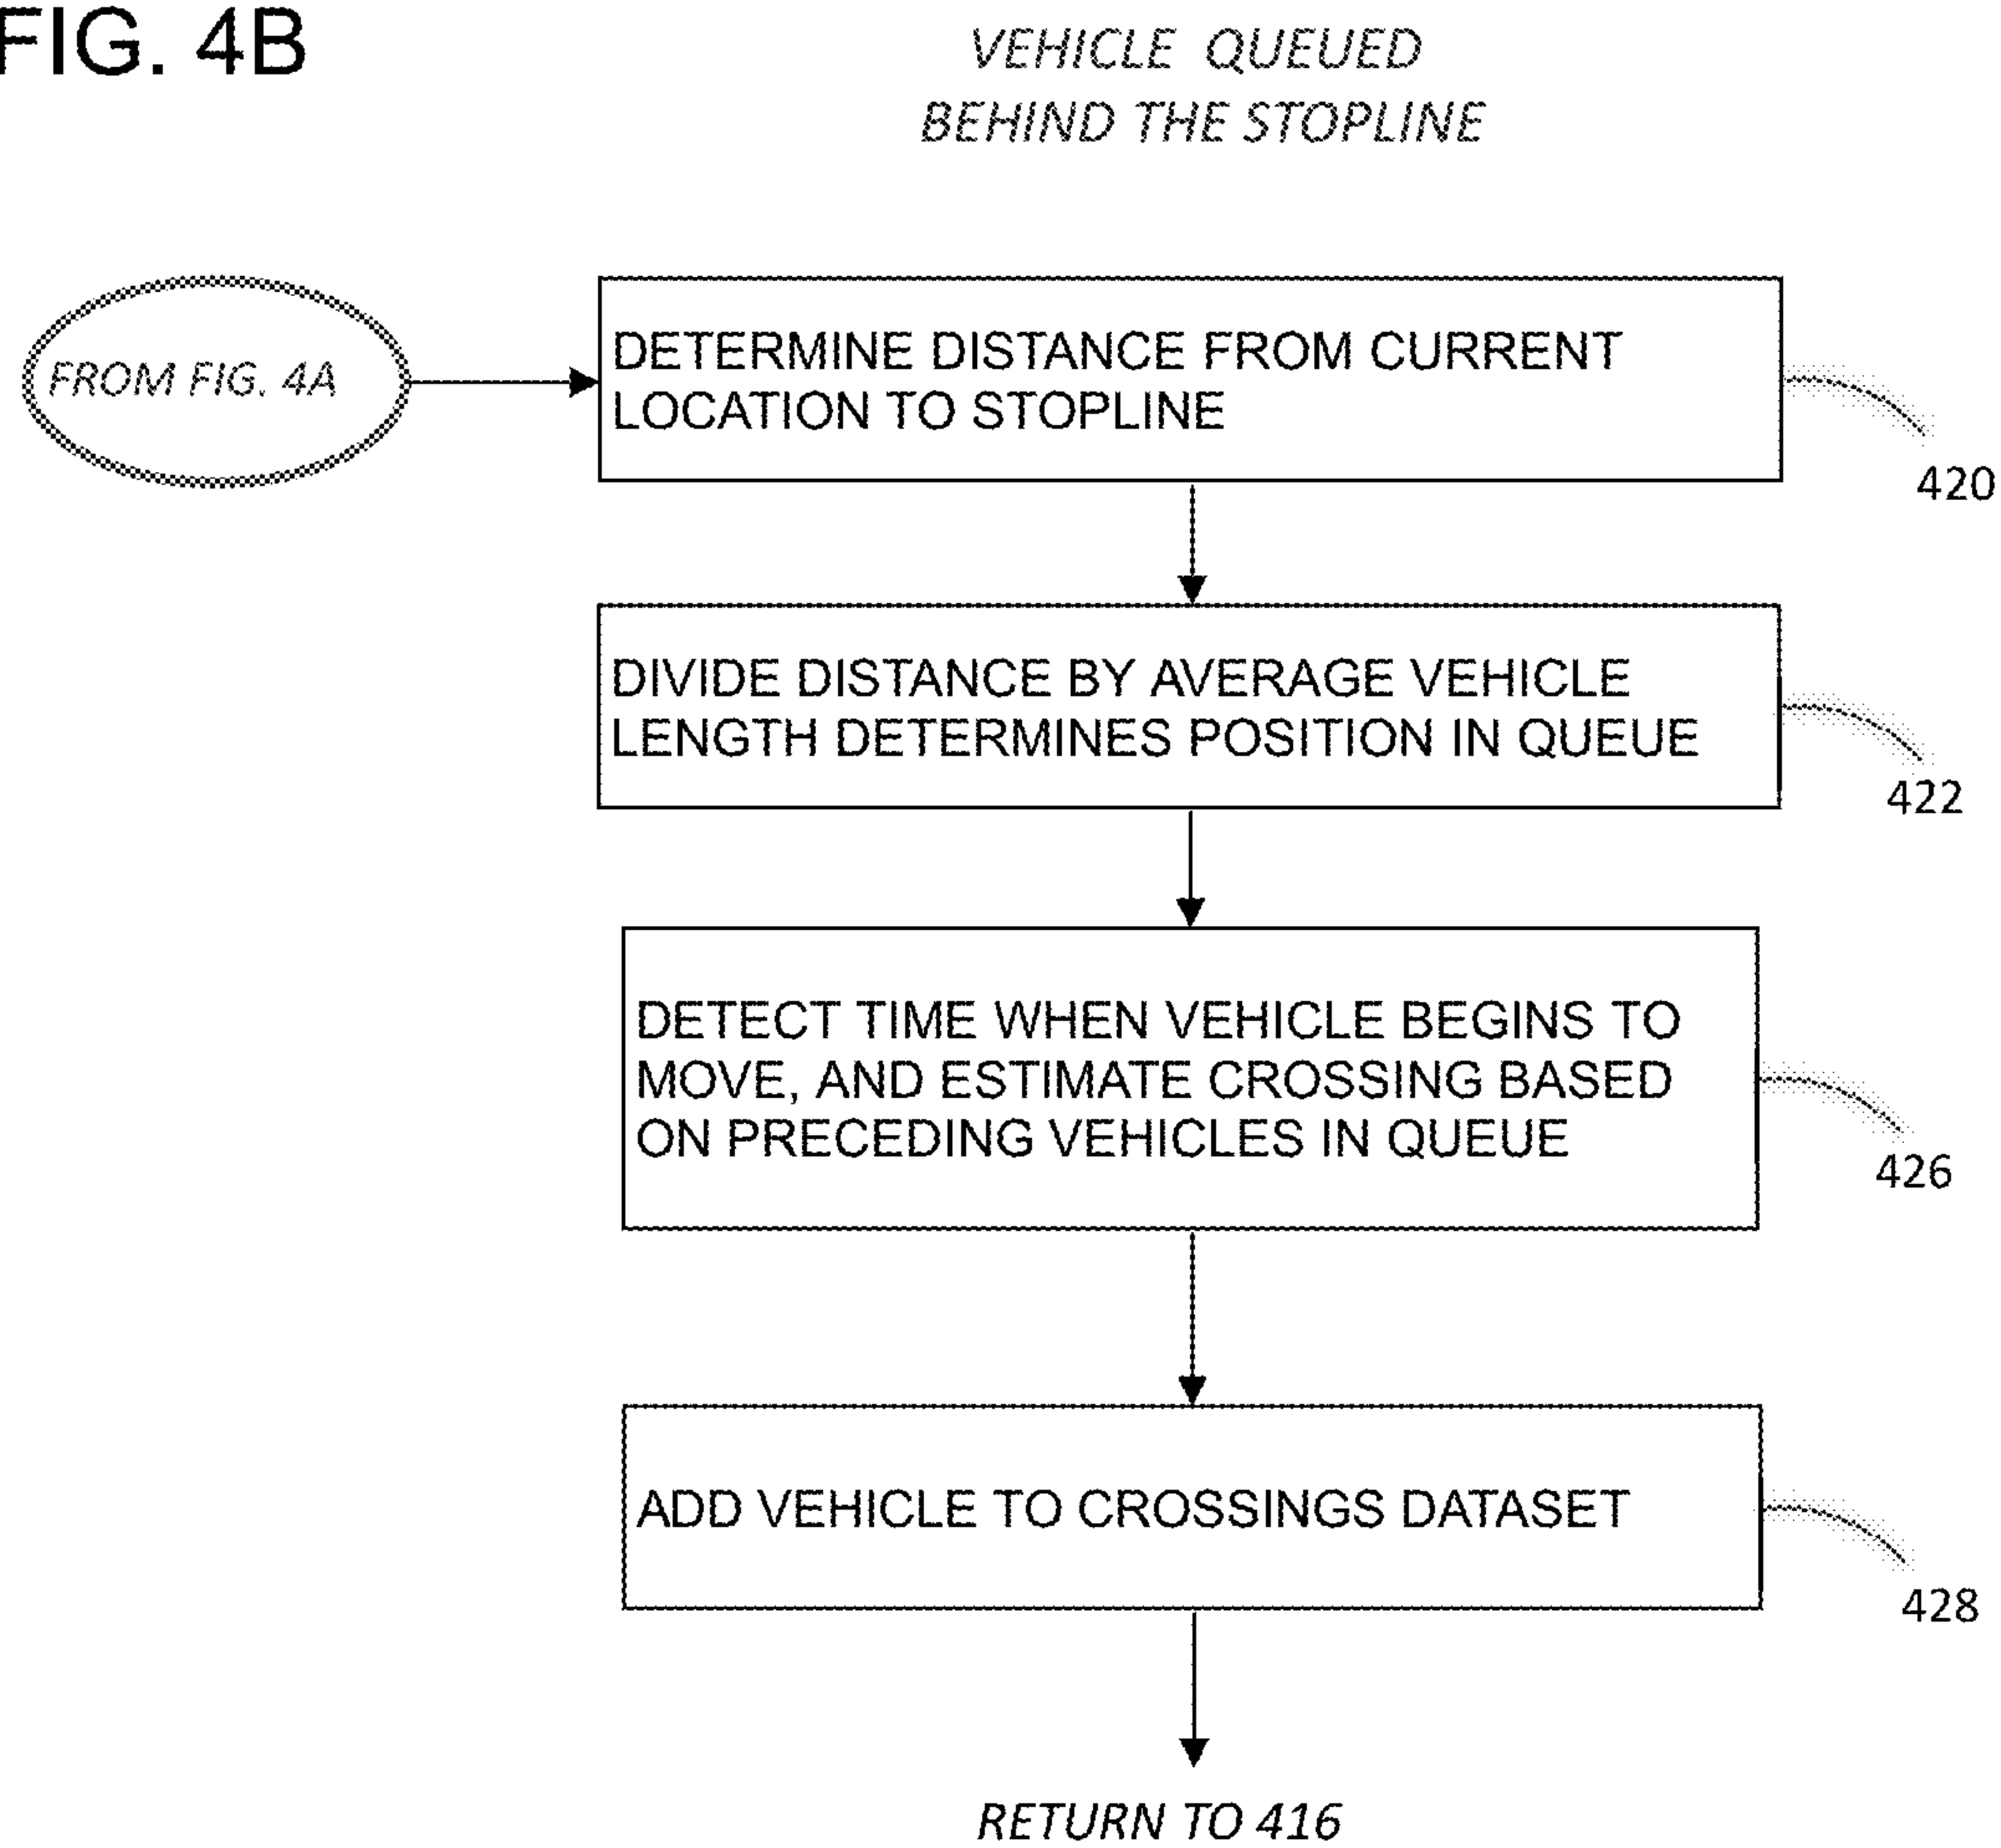 FIG. 4B
VEHICLE QUEUED
BEHIND THE STOPLINE
FROM FIG. 4A
DETERMINE DISTANCE FROM CURRENT
LOCATION TO STOPLINE
420
DIVIDE DISTANCE BY AVERAGE VEHICLE
LENGTH DETERMINES POSITION IN QUEUE
422
DETECT TIME WHEN VEHICLE BEGINS TO
MOVE, AND ESTIMATE CROSSING BASED
ON PRECEDING VEHICLES IN QUEUE
426
ADD VEHICLE TO CROSSINGS DATASET
428
RETURN TO 416